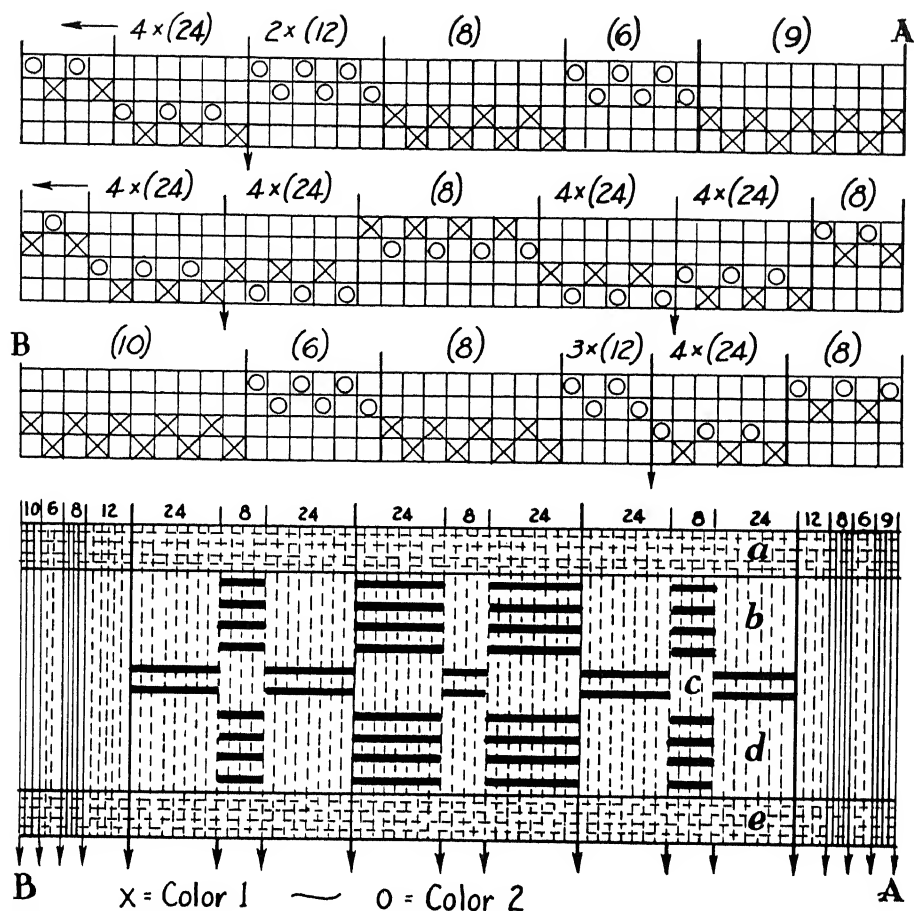 4×(24) 2×(12) (8) (6) (9) A
4×(24) 4×(24) (8) 4×(24) 4×(24) (8)
B (10) (6) (8) 3×(12) 4×(24) (8)
10 6 8 12 24 8 24 24 8 24 24 8 24 12 8 6 9
a
b
c
d
e
B x = Color 1 — o = Color 2 A